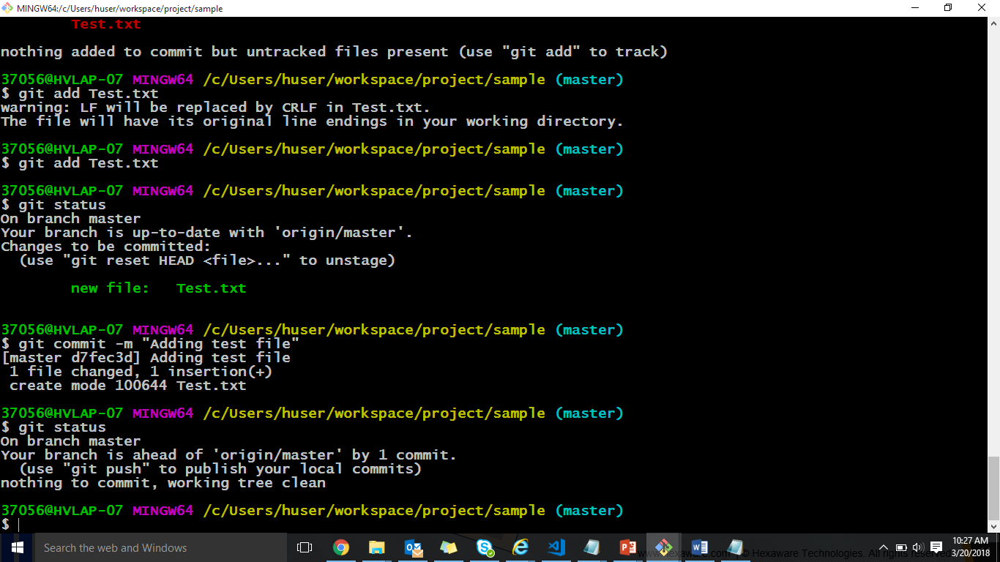 MINGW64:/c/Users/huser/workspace/project/sample
Test.txt
nothing added to commit but untracked files present (use "git add" to track)
37056@HVLAP-07 MINGW64 /c/Users/huser/workspace/project/sample (master)
$ git add Test.txt
warning: LF will be replaced by CRLF in Test.txt.
The file will have its original line endings in your working directory.
37056@HVLAP-07 MINGW64 /c/Users/huser/workspace/project/sample (master)
$ git add Test.txt
37056@HVLAP-07 MINGW64 /c/Users/huser/workspace/project/sample (master)
$ git status
On branch master
Your branch is up-to-date with 'origin/master'.
Changes to be committed:
(use "git reset HEAD <file>..." to unstage)
new file: Test.txt
37056@HVLAP-07 MINGW64 /c/Users/huser/workspace/project/sample (master)
$ git commit -m "Adding test file"
[master d7fec3d] Adding test file
1 file changed, 1 insertion(+)
create mode 100644 Test.txt
37056@HVLAP-07 MINGW64 /c/Users/huser/workspace/project/sample (master)
$ git status
On branch master
Your branch is ahead of 'origin/master' by 1 commit.
(use "git push" to publish your local commits)
nothing to commit, working tree clean
37056@HVLAP-07 MINGW64 /c/Users/huser/workspace/project/sample (master)
$
Search the web and Windows
10:27 AM
3/20/2018
| © Hexaware Technologies. All rights reserved